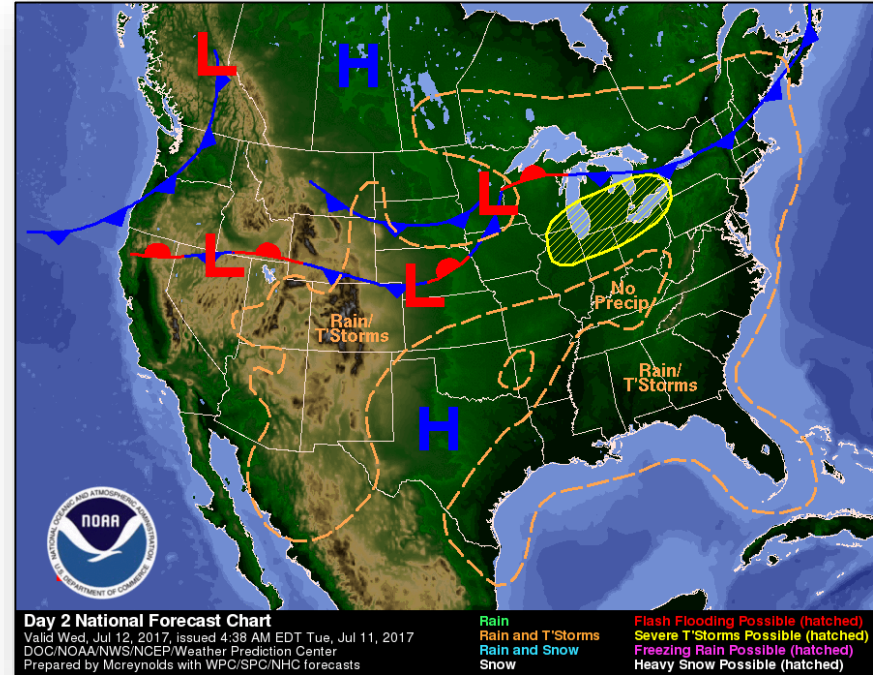 L
H
L
L
L
No
Precip/
Rain/
T'Storms
Rain/
T'Storms
H
NATIONAL OCEANIC AND ATMOSPHERIC ADMINISTRATION
NOAA
U.S. DEPARTMENT OF COMMERCE
Day 2 National Forecast Chart
Valid Wed, Jul 12, 2017, issued 4:38 AM EDT Tue, Jul 11, 2017
DOC/NOAA/NWS/NCEP/Weather Prediction Center
Prepared by Mcreynolds with WPC/SPC/NHC forecasts
Rain
Rain and T'Storms
Rain and Snow
Snow
Flash Flooding Possible (hatched)
Severe T'Storms Possible (hatched)
Freezing Rain Possible (hatched)
Heavy Snow Possible (hatched)